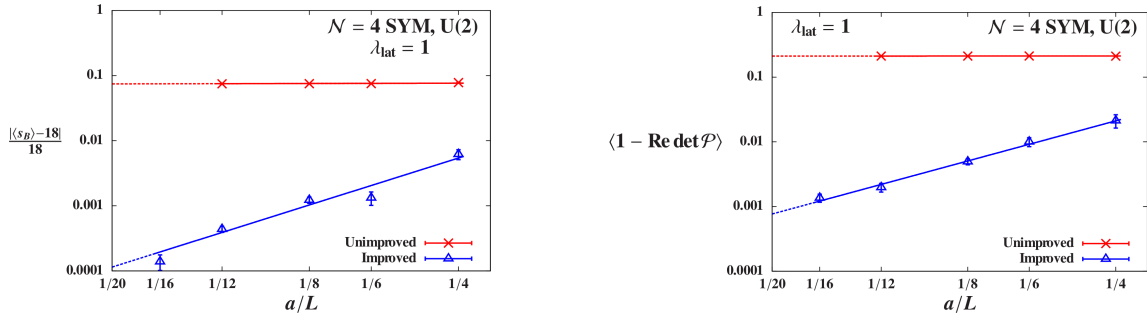 𝒩 = 4 SYM, U(2)
λ_lat = 1
|⟨s_B⟩−18|
18
1
0.1
0.01
0.001
0.0001
Unimproved
Improved
1/20 1/16 1/12 1/8 1/6 1/4
a/L
λ_lat = 1 𝒩 = 4 SYM, U(2)
⟨1 − Re det 𝒫⟩
1
0.1
0.01
0.001
0.0001
Unimproved
Improved
1/20 1/16 1/12 1/8 1/6 1/4
a/L